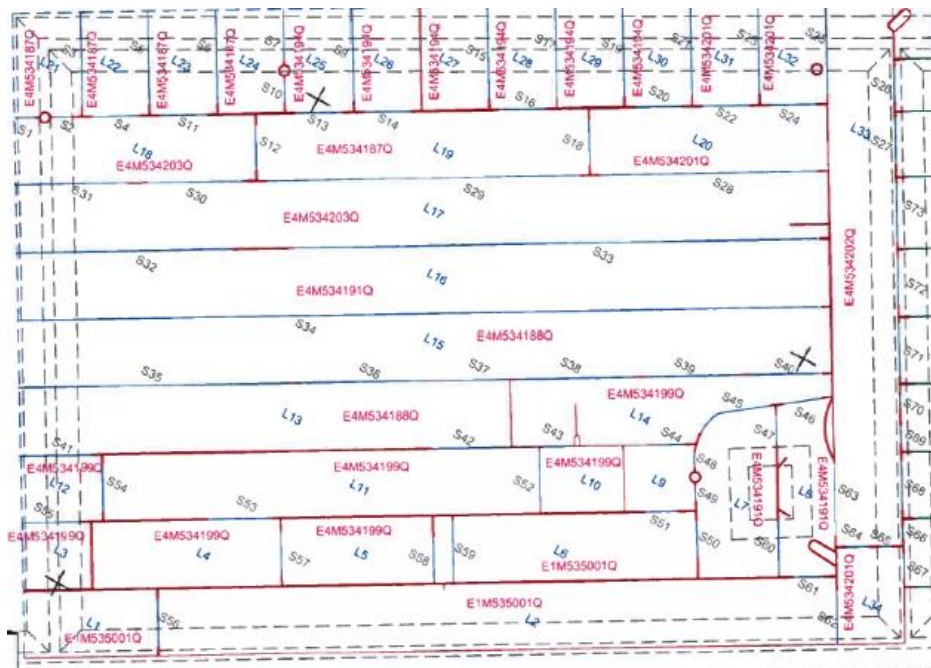 E4M534187Q L21 S3 E4M534187Q L22 S5 L23 S6 E4M534187Q L24 S7 E4M534194Q L25 S8 E4M534194Q L26 E4M534194Q L27 S15 L28 S17 E4M534194Q L29 S19 E4M534194Q L30 S21 E4M534201Q L31 S23 E4M534201Q L32 S25
S26
S10
S1 S2 S4 S11 S13 S14 S16 S20 S22 S24
L33 S27
L18 S12 E4M534187Q L19 S18 L20
E4M534203Q E4M534201Q
S31 S30 S29 S28
E4M534203Q L17
S73
S32 S33
E4M534202Q
E4M534191Q L16
S72
S34
L15 E4M534188Q
S71
S35 S36 S37 S38 S39 S40
E4M534199Q
S70
L13 E4M534188Q L14 S45 S46
S41 S42 S43 S44 S47 S69
E4M534199Q E4M534199Q E4M534199Q S48
L12 S54 L11 S52 L10 L9 S49 L7 E4M534191Q L8 E4M534191Q S63 S68
S55 S53 S51
E4M534199Q E4M534199Q E4M534199Q S50 S60 S64 S65 S66
L3 L4 S57 L5 S58 S59 L6
E1M535001Q S67
S61
E4M534201Q
E1M535001Q
L1 S56 L2 S62 L34
E1M535001Q